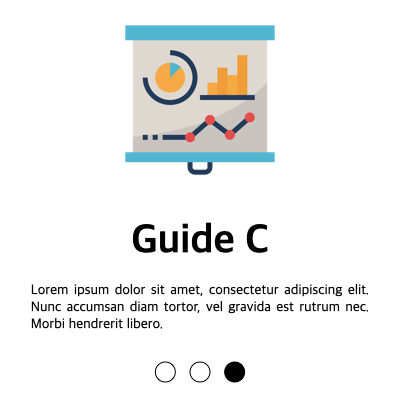 Guide C
Lorem ipsum dolor sit amet, consectetur adipiscing elit.
Nunc accumsan diam tortor, vel gravida est rutrum nec.
Morbi hendrerit libero.